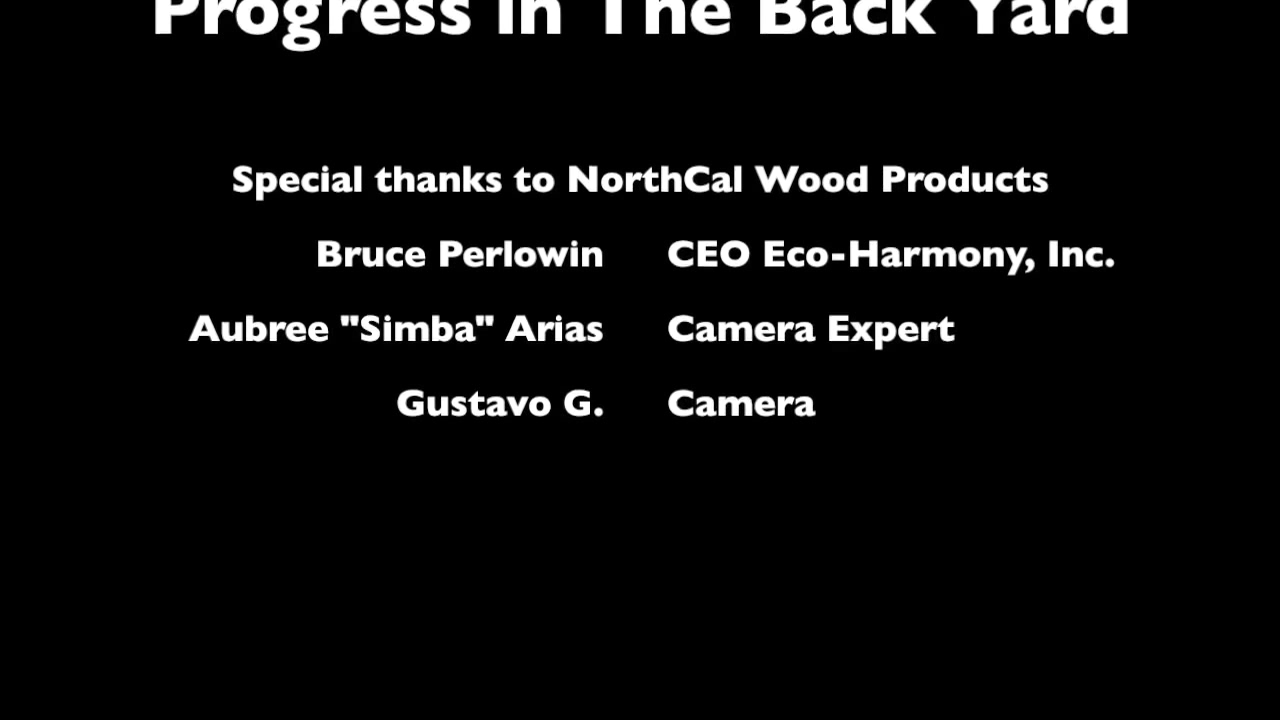 Progress in The Back Yard
Special thanks to NorthCal Wood Products
Bruce Perlowin CEO Eco-Harmony, Inc.
Aubree "Simba" Arias Camera Expert
Gustavo G. Camera